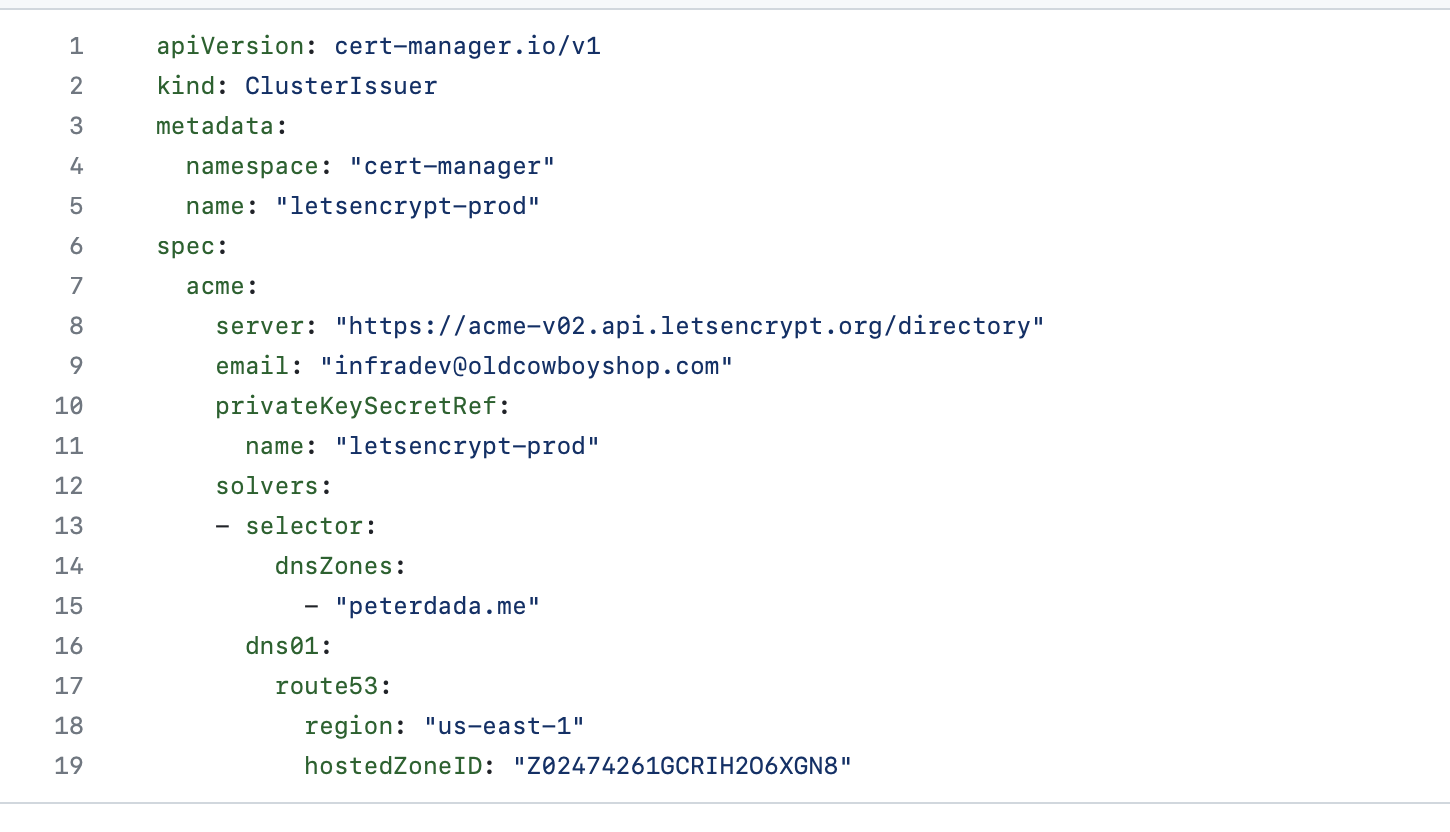 1 apiVersion: cert-manager.io/v1
2 kind: ClusterIssuer
3 metadata:
4   namespace: "cert-manager"
5   name: "letsencrypt-prod"
6 spec:
7   acme:
8     server: "https://acme-v02.api.letsencrypt.org/directory"
9     email: "infradev@oldcowboyshop.com"
10     privateKeySecretRef:
11       name: "letsencrypt-prod"
12     solvers:
13     - selector:
14         dnsZones:
15           - "peterdada.me"
16       dns01:
17         route53:
18           region: "us-east-1"
19           hostedZoneID: "Z02474261GCRIH2O6XGN8"